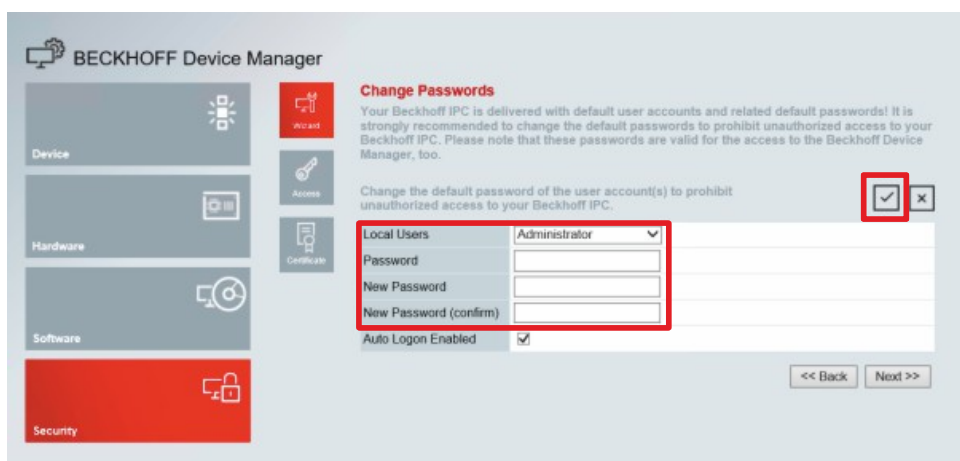 BECKHOFF Device Manager
Device
Hardware
Software
Security
Wizard
Access
Certificate
Change Passwords
Your Beckhoff IPC is delivered with default user accounts and related default passwords! It is
strongly recommended to change the default passwords to prohibit unauthorized access to your
Beckhoff IPC. Please note that these passwords are valid for the access to the Beckhoff Device
Manager, too.
Change the default password of the user account(s) to prohibit
unauthorized access to your Beckhoff IPC.
Local Users Administrator
Password
New Password
New Password (confirm)
Auto Logon Enabled
<< Back Next >>